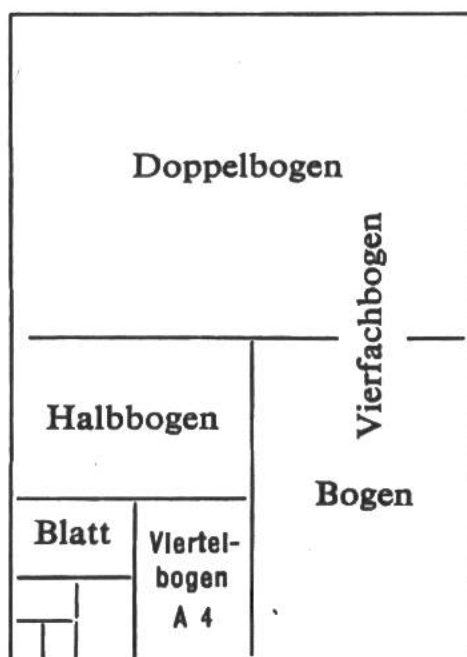 Doppelbogen
Vierfachbogen
Halbbogen
Bogen
Blatt
Viertel-
bogen
A 4